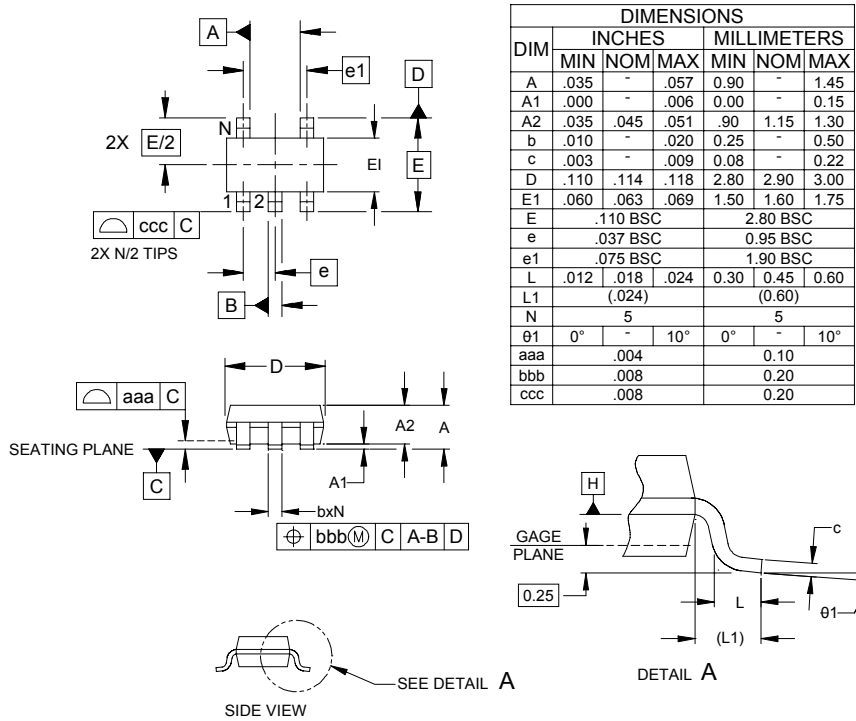 A
e1
D
2X E/2
N
EI
E
1 2
ccc C
2X N/2 TIPS
e
B
D
aaa C
A2 A
SEATING PLANE
C
A1
bxN
⌖ bbbⓂ C A-B D
SEE DETAIL A
SIDE VIEW
DIMENSIONS
DIM INCHES MILLIMETERS
MIN NOM MAX MIN NOM MAX
A .035 - .057 0.90 - 1.45
A1 .000 - .006 0.00 - 0.15
A2 .035 .045 .051 .90 1.15 1.30
b .010 - .020 0.25 - 0.50
c .003 - .009 0.08 - 0.22
D .110 .114 .118 2.80 2.90 3.00
E1 .060 .063 .069 1.50 1.60 1.75
E .110 BSC 2.80 BSC
e .037 BSC 0.95 BSC
e1 .075 BSC 1.90 BSC
L .012 .018 .024 0.30 0.45 0.60
L1 (.024) (0.60)
N 5 5
θ1 0° - 10° 0° - 10°
aaa .004 0.10
bbb .008 0.20
ccc .008 0.20
H
GAGE
PLANE
c
0.25
L
θ1
(L1)
DETAIL A